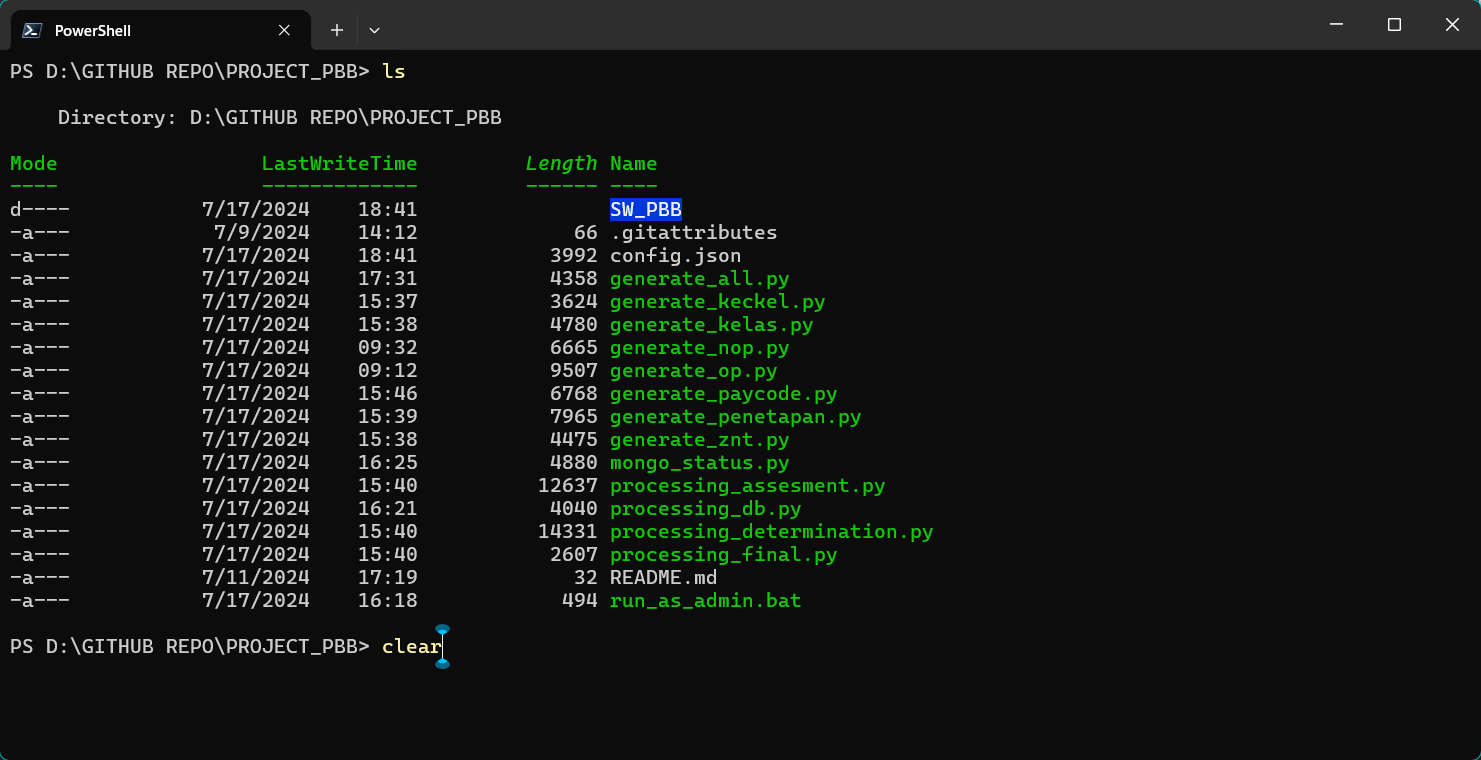 PowerShell
PS D:\GITHUB REPO\PROJECT_PBB> ls
Directory: D:\GITHUB REPO\PROJECT_PBB
Mode                 LastWriteTime         Length Name
----                 -------------         ------ ----
d----           7/17/2024    18:41                SW_PBB
-a---            7/9/2024    14:12             66 .gitattributes
-a---           7/17/2024    18:41           3992 config.json
-a---           7/17/2024    17:31           4358 generate_all.py
-a---           7/17/2024    15:37           3624 generate_keckel.py
-a---           7/17/2024    15:38           4780 generate_kelas.py
-a---           7/17/2024    09:32           6665 generate_nop.py
-a---           7/17/2024    09:12           9507 generate_op.py
-a---           7/17/2024    15:46           6768 generate_paycode.py
-a---           7/17/2024    15:39           7965 generate_penetapan.py
-a---           7/17/2024    15:38           4475 generate_znt.py
-a---           7/17/2024    16:25           4880 mongo_status.py
-a---           7/17/2024    15:40          12637 processing_assesment.py
-a---           7/17/2024    16:21           4040 processing_db.py
-a---           7/17/2024    15:40          14331 processing_determination.py
-a---           7/17/2024    15:40           2607 processing_final.py
-a---           7/11/2024    17:19             32 README.md
-a---           7/17/2024    16:18            494 run_as_admin.bat
PS D:\GITHUB REPO\PROJECT_PBB> clear